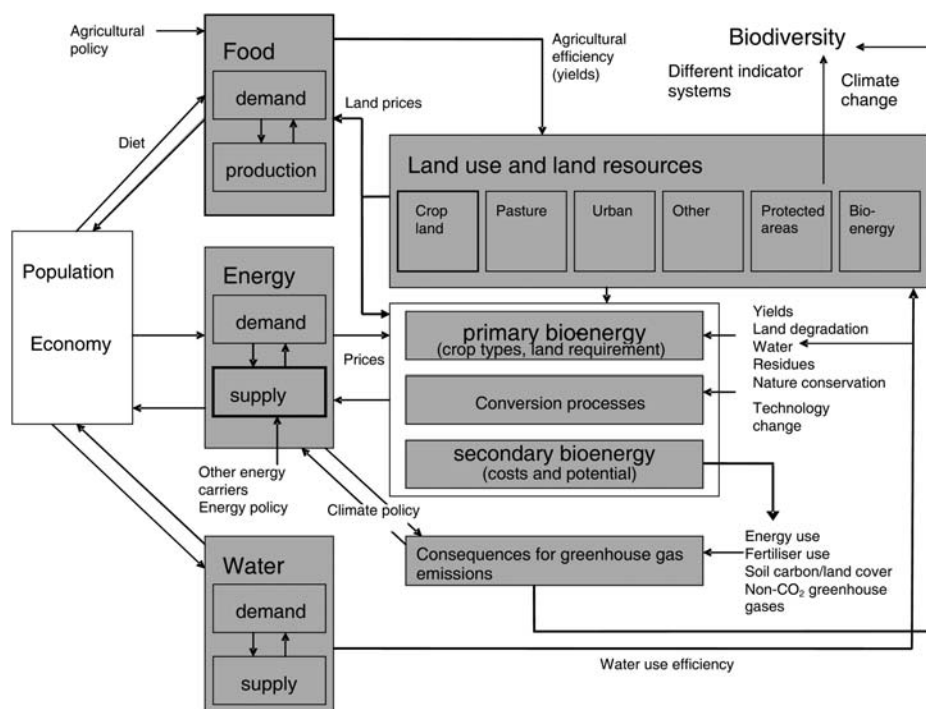 Agricultural
policy
Food
demand
production
Diet
Land prices
Agricultural
efficiency
(yields)
Biodiversity
Different indicator
systems
Climate
change
Land use and land resources
Crop
land
Pasture
Urban
Other
Protected
areas
Bio-
energy
Population
Economy
Energy
demand
supply
Prices
Other energy
carriers
Energy policy
Climate policy
primary bioenergy
(crop types, land requirement)
Conversion processes
secondary bioenergy
(costs and potential)
Yields
Land degradation
Water
Residues
Nature conservation
Technology
change
Consequences for greenhouse gas
emissions
Energy use
Fertiliser use
Soil carbon/land cover
Non-CO₂ greenhouse
gases
Water
demand
supply
Water use efficiency